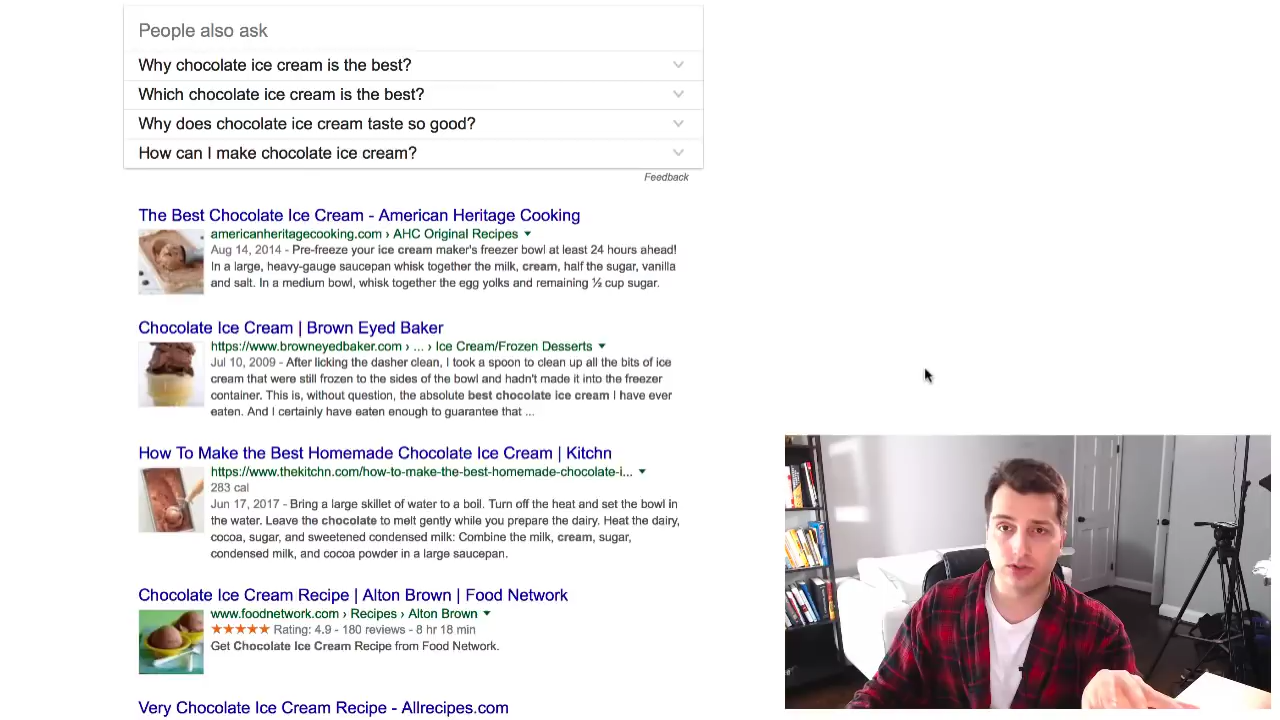 People also ask
Why chocolate ice cream is the best?
Which chocolate ice cream is the best?
Why does chocolate ice cream taste so good?
How can I make chocolate ice cream?
Feedback
The Best Chocolate Ice Cream - American Heritage Cooking
americanheritagecooking.com › AHC Original Recipes
Aug 14, 2014 - Pre-freeze your ice cream maker's freezer bowl at least 24 hours ahead!
In a large, heavy-gauge saucepan whisk together the milk, cream, half the sugar, vanilla
and salt. In a medium bowl, whisk together the egg yolks and remaining ½ cup sugar.
Chocolate Ice Cream | Brown Eyed Baker
https://www.browneyedbaker.com › ... › Ice Cream/Frozen Desserts
Jul 10, 2009 - After licking the dasher clean, I took a spoon to clean up all the bits of ice
cream that were still frozen to the sides of the bowl and hadn't made it into the freezer
container. This is, without question, the absolute best chocolate ice cream I have ever
eaten. And I certainly have eaten enough to guarantee that ...
How To Make the Best Homemade Chocolate Ice Cream | Kitchn
https://www.thekitchn.com/how-to-make-the-best-homemade-chocolate-i...
283 cal
Jun 17, 2017 - Bring a large skillet of water to a boil. Turn off the heat and set the bowl in
the water. Leave the chocolate to melt gently while you prepare the dairy. Heat the dairy,
cocoa, sugar, and sweetened condensed milk: Combine the milk, cream, sugar,
condensed milk, and cocoa powder in a large saucepan.
Chocolate Ice Cream Recipe | Alton Brown | Food Network
www.foodnetwork.com › Recipes › Alton Brown
Rating: 4.9 - 180 reviews - 8 hr 18 min
Get Chocolate Ice Cream Recipe from Food Network.
Very Chocolate Ice Cream Recipe - Allrecipes.com